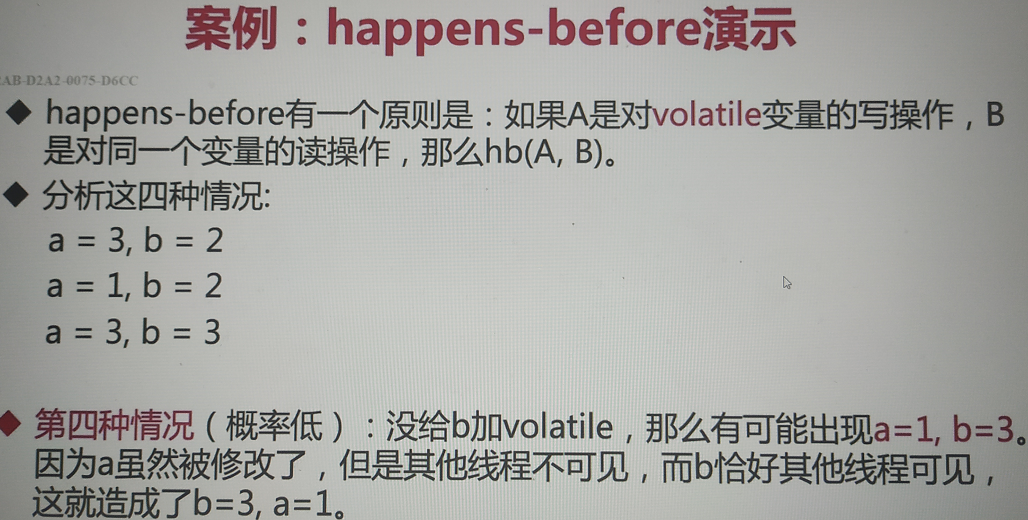 案例：happens-before演示
AB-D2A2-0075-D6CC
◆ happens-before有一个原则是：如果A是对volatile变量的写操作，B
是对同一个变量的读操作，那么hb(A, B)。
◆ 分析这四种情况:
a = 3, b = 2
a = 1, b = 2
a = 3, b = 3
◆ 第四种情况（概率低）：没给b加volatile，那么有可能出现a=1, b=3。
因为a虽然被修改了，但是其他线程不可见，而b恰好其他线程可见，
这就造成了b=3, a=1。